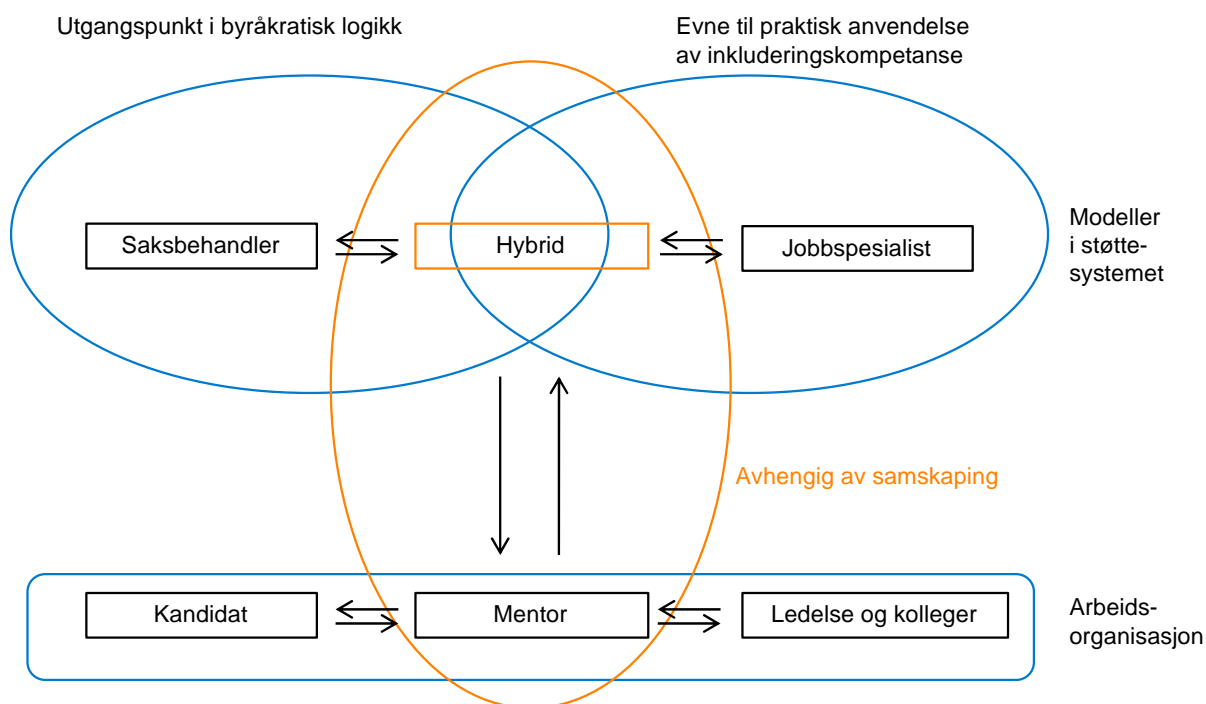 Utgangspunkt i byråkratisk logikk
Evne til praktisk anvendelse
av inkluderingskompetanse
Saksbehandler
Hybrid
Jobbspesialist
Modeller
i støtte-
systemet
Avhengig av samskaping
Kandidat
Mentor
Ledelse og kolleger
Arbeids-
organisasjon